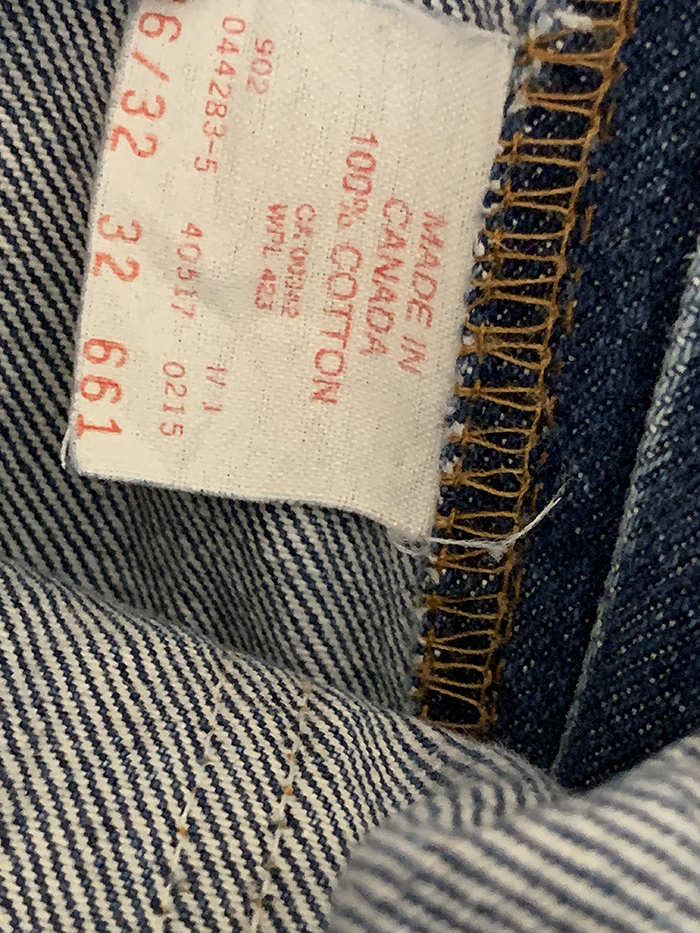 MADE IN
CANADA
100% COTTON
WPL 423
902
044283-5 40517 0215
6/32 32 661